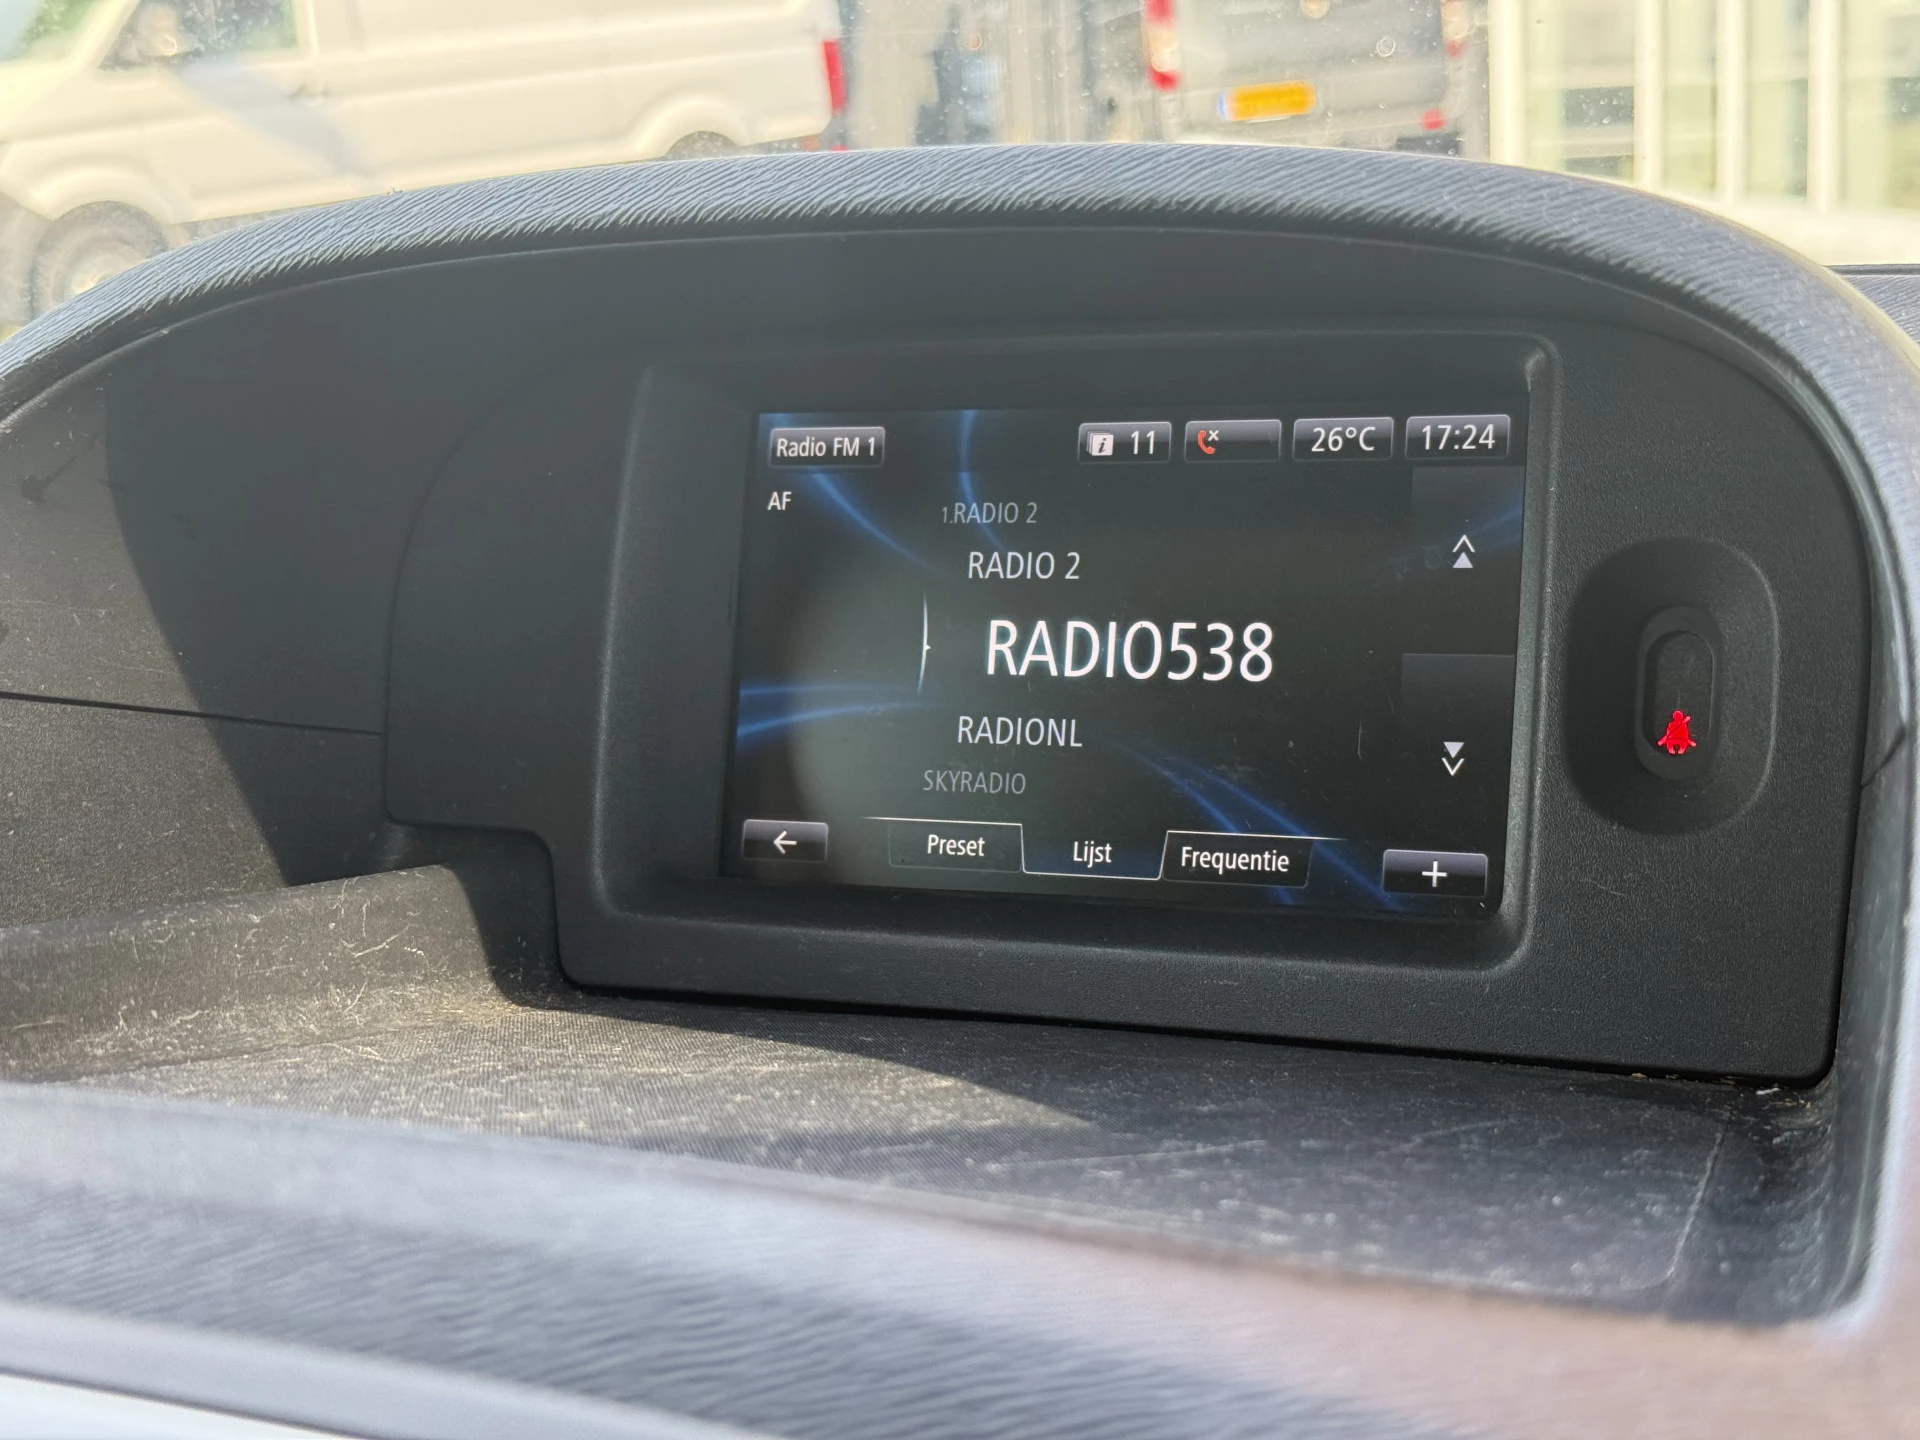 Radio FM 1
i 11
26°C
17:24
AF
1.RADIO 2
RADIO 2
RADIO538
RADIONL
SKYRADIO
Preset
Lijst
Frequentie